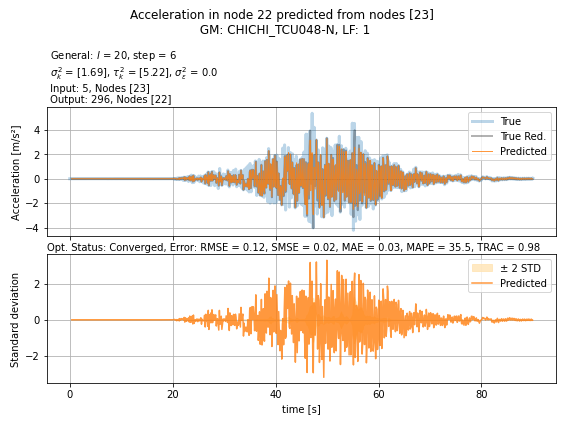 Acceleration in node 22 predicted from nodes [23]
GM: CHICHI_TCU048-N, LF: 1
General: l = 20, step = 6
σ²ₖ = [1.69], τ²ₖ = [5.22], σ²ε = 0.0
Input: 5, Nodes [23]
Output: 296, Nodes [22]
Acceleration [m/s²]
4
2
0
−2
−4
True
True Red.
Predicted
Opt. Status: Converged, Error: RMSE = 0.12, SMSE = 0.02, MAE = 0.03, MAPE = 35.5, TRAC = 0.98
Standard deviation
2
0
−2
± 2 STD
Predicted
0 20 40 60 80
time [s]